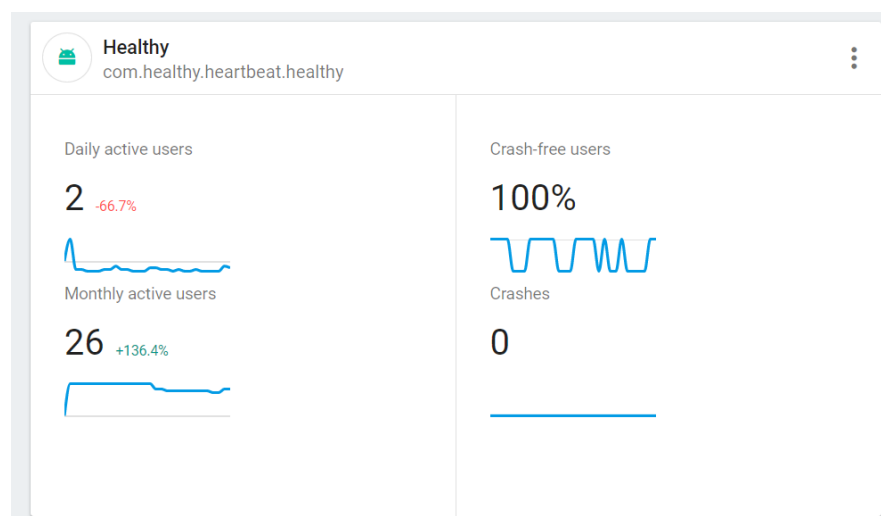 Healthy
com.healthy.heartbeat.healthy
Daily active users
2 -66.7%
Monthly active users
26 +136.4%
Crash-free users
100%
Crashes
0